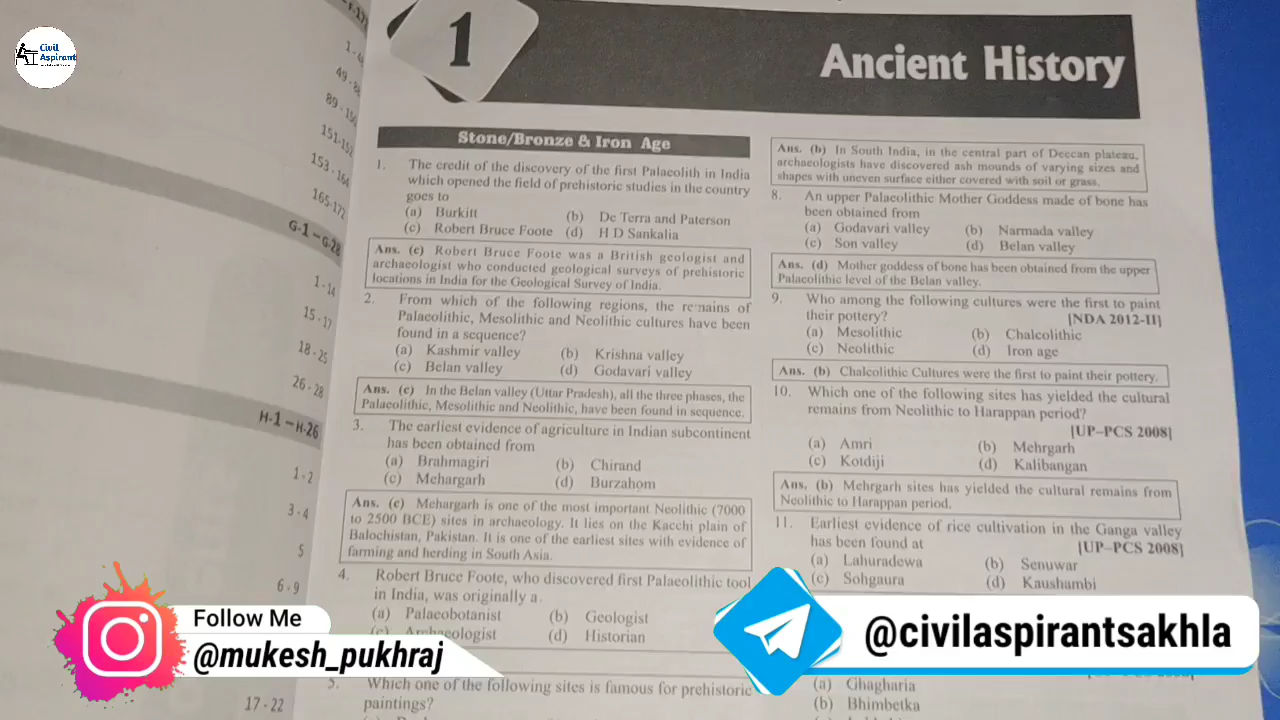 Civil
Aspirant
1 - 4
49 - 88
89 - 150
151-152
153 - 164
165-172
G-1 – G-28
1 - 14
15 - 17
18 - 25
26 - 28
H-1 – H-26
1 - 2
3 - 4
5
6 - 9
17 - 22
1
Ancient History
Stone/Bronze & Iron Age
1. The credit of the discovery of the first Palaeolith in India
which opened the field of prehistoric studies in the country
goes to
(a) Burkitt (b) De Terra and Paterson
(c) Robert Bruce Foote (d) H D Sankalia
Ans. (c) Robert Bruce Foote was a British geologist and
archaeologist who conducted geological surveys of prehistoric
locations in India for the Geological Survey of India.
2. From which of the following regions, the remains of
Palaeolithic, Mesolithic and Neolithic cultures have been
found in a sequence?
(a) Kashmir valley (b) Krishna valley
(c) Belan valley (d) Godavari valley
Ans. (c) In the Belan valley (Uttar Pradesh), all the three phases, the
Palaeolithic, Mesolithic and Neolithic, have been found in sequence.
3. The earliest evidence of agriculture in Indian subcontinent
has been obtained from
(a) Brahmagiri (b) Chirand
(c) Mehargarh (d) Burzahom
Ans. (c) Mehargarh is one of the most important Neolithic (7000
to 2500 BCE) sites in archaeology. It lies on the Kacchi plain of
Balochistan, Pakistan. It is one of the earliest sites with evidence of
farming and herding in South Asia.
4. Robert Bruce Foote, who discovered first Palaeolithic tool
in India, was originally a.
(a) Palaeobotanist (b) Geologist
(c) Archaeologist (d) Historian
5. Which one of the following sites is famous for prehistoric
paintings?
Ans. (b) In South India, in the central part of Deccan plateau,
archaeologists have discovered ash mounds of varying sizes and
shapes with uneven surface either covered with soil or grass.
8. An upper Palaeolithic Mother Goddess made of bone has
been obtained from
(a) Godavari valley (b) Narmada valley
(c) Son valley (d) Belan valley
Ans. (d) Mother goddess of bone has been obtained from the upper
Palaeolithic level of the Belan valley.
9. Who among the following cultures were the first to paint
their pottery? [NDA 2012-II]
(a) Mesolithic (b) Chalcolithic
(c) Neolithic (d) Iron age
Ans. (b) Chalcolithic Cultures were the first to paint their pottery.
10. Which one of the following sites has yielded the cultural
remains from Neolithic to Harappan period?
[UP–PCS 2008]
(a) Amri (b) Mehrgarh
(c) Kotdiji (d) Kalibangan
Ans. (b) Mehrgarh sites has yielded the cultural remains from
Neolithic to Harappan period.
11. Earliest evidence of rice cultivation in the Ganga valley
has been found at [UP–PCS 2008]
(a) Lahuradewa (b) Senuwar
(c) Sohgaura (d) Kaushambi
(a) Ghagharia
(b) Bhimbetka
Follow Me
@mukesh_pukhraj
@civilaspirantsakhla